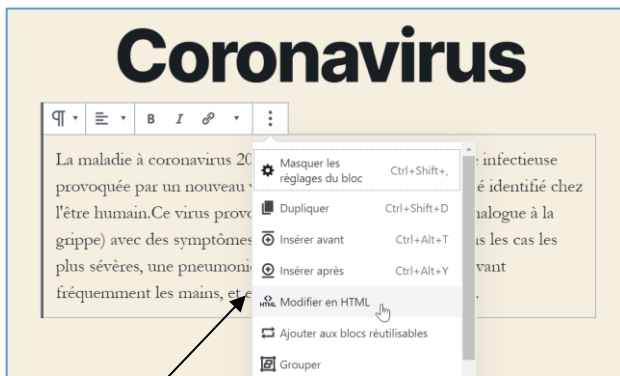 Coronavirus
B I
La maladie à coronavirus 20 infectieuse
Masquer les
réglages du bloc Ctrl+Shift+,
provoquée par un nouveau é identifié chez
Dupliquer Ctrl+Shift+D
l'être humain.Ce virus provo nalogue à la
Insérer avant Ctrl+Alt+T
grippe) avec des symptômes les cas les
Insérer après Ctrl+Alt+Y
plus sévères, une pneumoni vant
HTML Modifier en HTML
fréquemment les mains, et e
Ajouter aux blocs réutilisables
Grouper